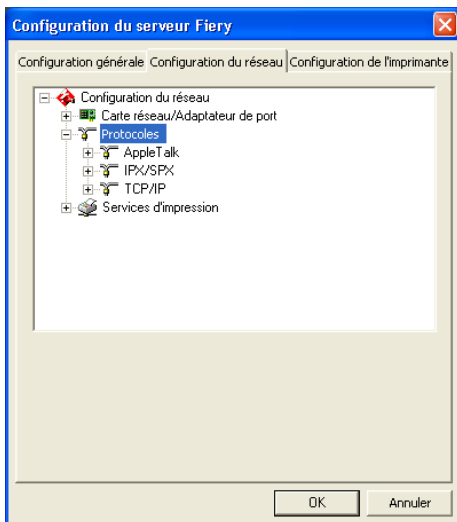 Configuration du serveur Fiery
Configuration générale Configuration du réseau Configuration de l'imprimante
Configuration du réseau
Carte réseau/Adaptateur de port
Protocoles
AppleTalk
IPX/SPX
TCP/IP
Services d'impression
OK Annuler